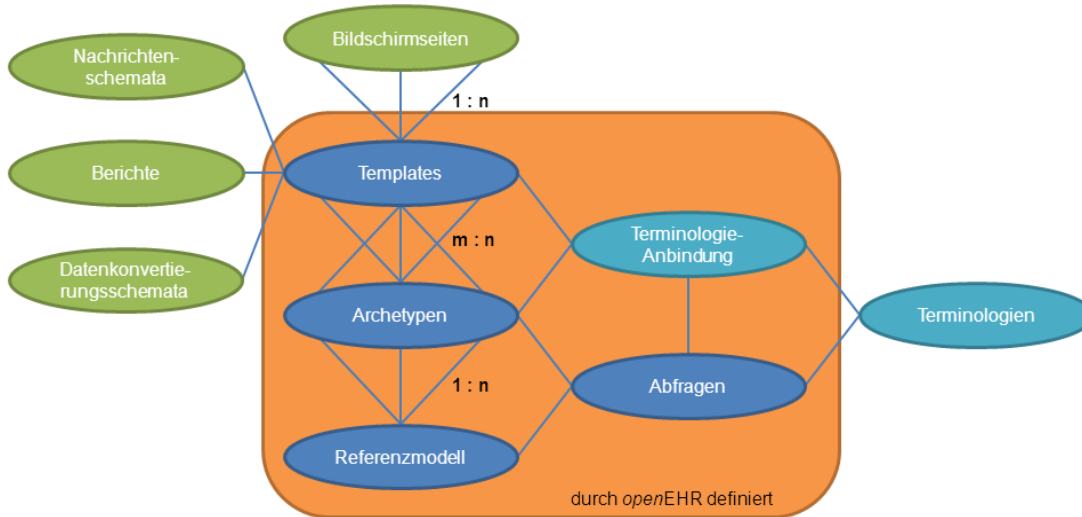 Bildschirmseiten
Nachrichten-
schemata
1 : n
Berichte
Templates
m : n
Terminologie-
Anbindung
Datenkonvertie-
rungsschemata
Archetypen
Terminologien
1 : n
Abfragen
Referenzmodell
durch openEHR definiert